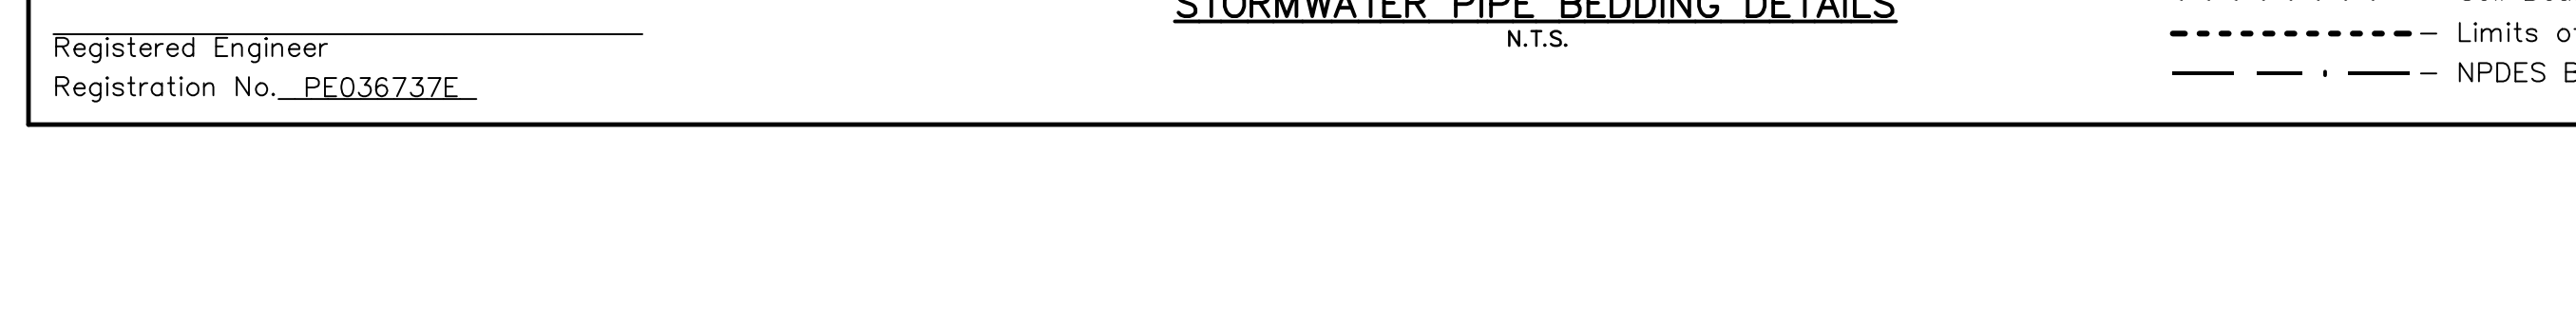 Registered Engineer
Registration No. PE036737E
STORMWATER PIPE BEDDING DETAILS
N.T.S.
Limits
NPDES